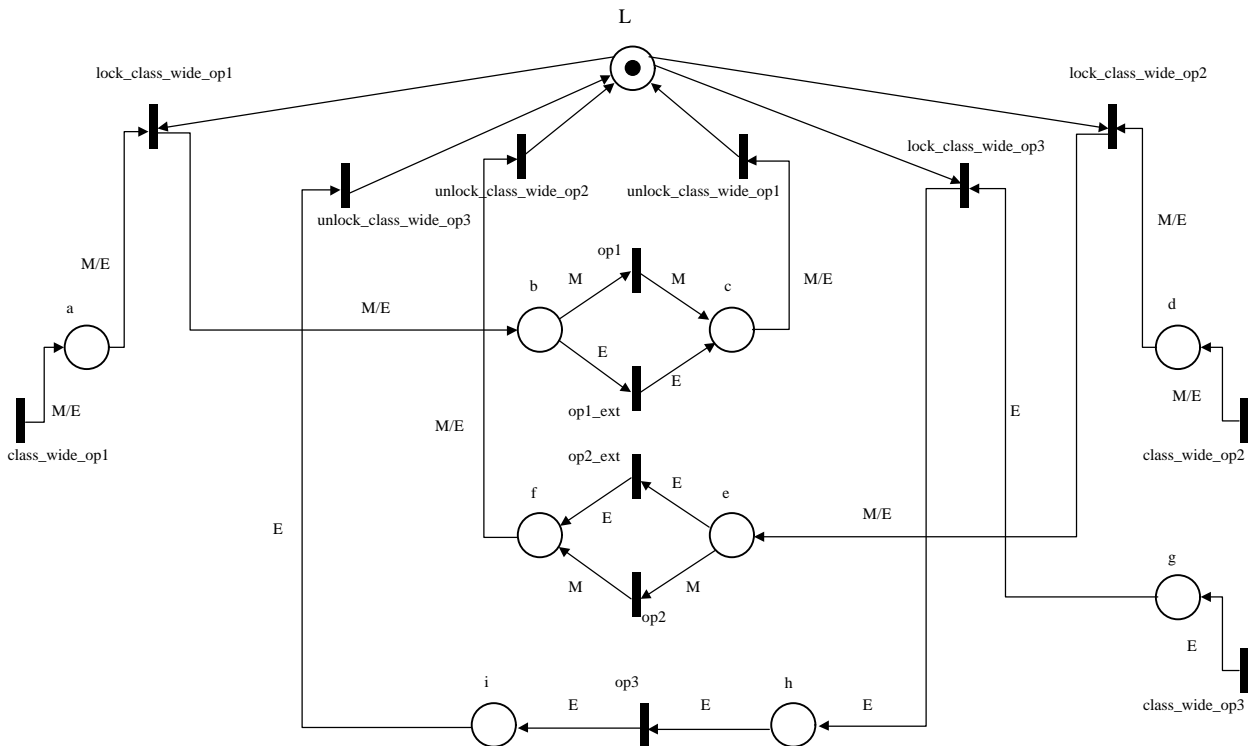 L
lock_class_wide_op1
lock_class_wide_op2
lock_class_wide_op3
unlock_class_wide_op2
unlock_class_wide_op1
unlock_class_wide_op3
M/E
M/E
op1
a
b
M
M
c
M/E
d
M/E
E
E
M/E
op1_ext
M/E
E
M/E
class_wide_op1
op2_ext
class_wide_op2
f
E
e
E
E
M/E
M
M
g
op2
E
i
op3
h
E
E
E
class_wide_op3